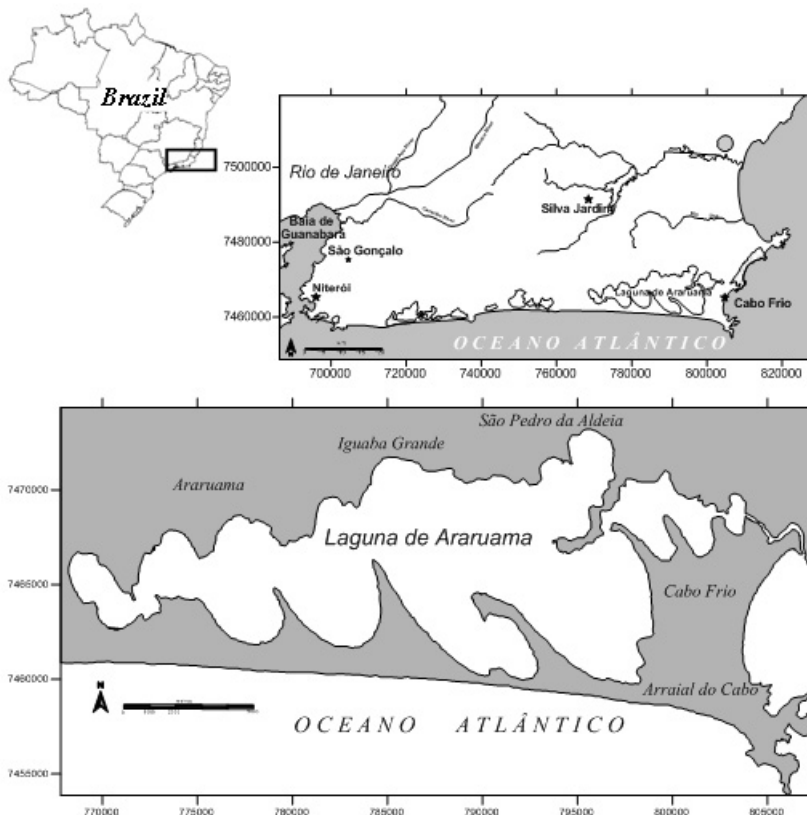 Brazil
Rio de Janeiro
Baia de
Guanabara
São Gonçalo
Niterói
Silva Jardim
Laguna de Araruama
Cabo Frio
OCEANO ATLÂNTICO
7500000
7480000
7460000
700000
720000
740000
760000
780000
800000
820000
São Pedro da Aldeia
Iguaba Grande
Araruama
Laguna de Araruama
Cabo Frio
Arraial do Cabo
N
OCEANO ATLÂNTICO
7470000
7465000
7460000
7455000
770000
775000
780000
785000
790000
795000
800000
805000